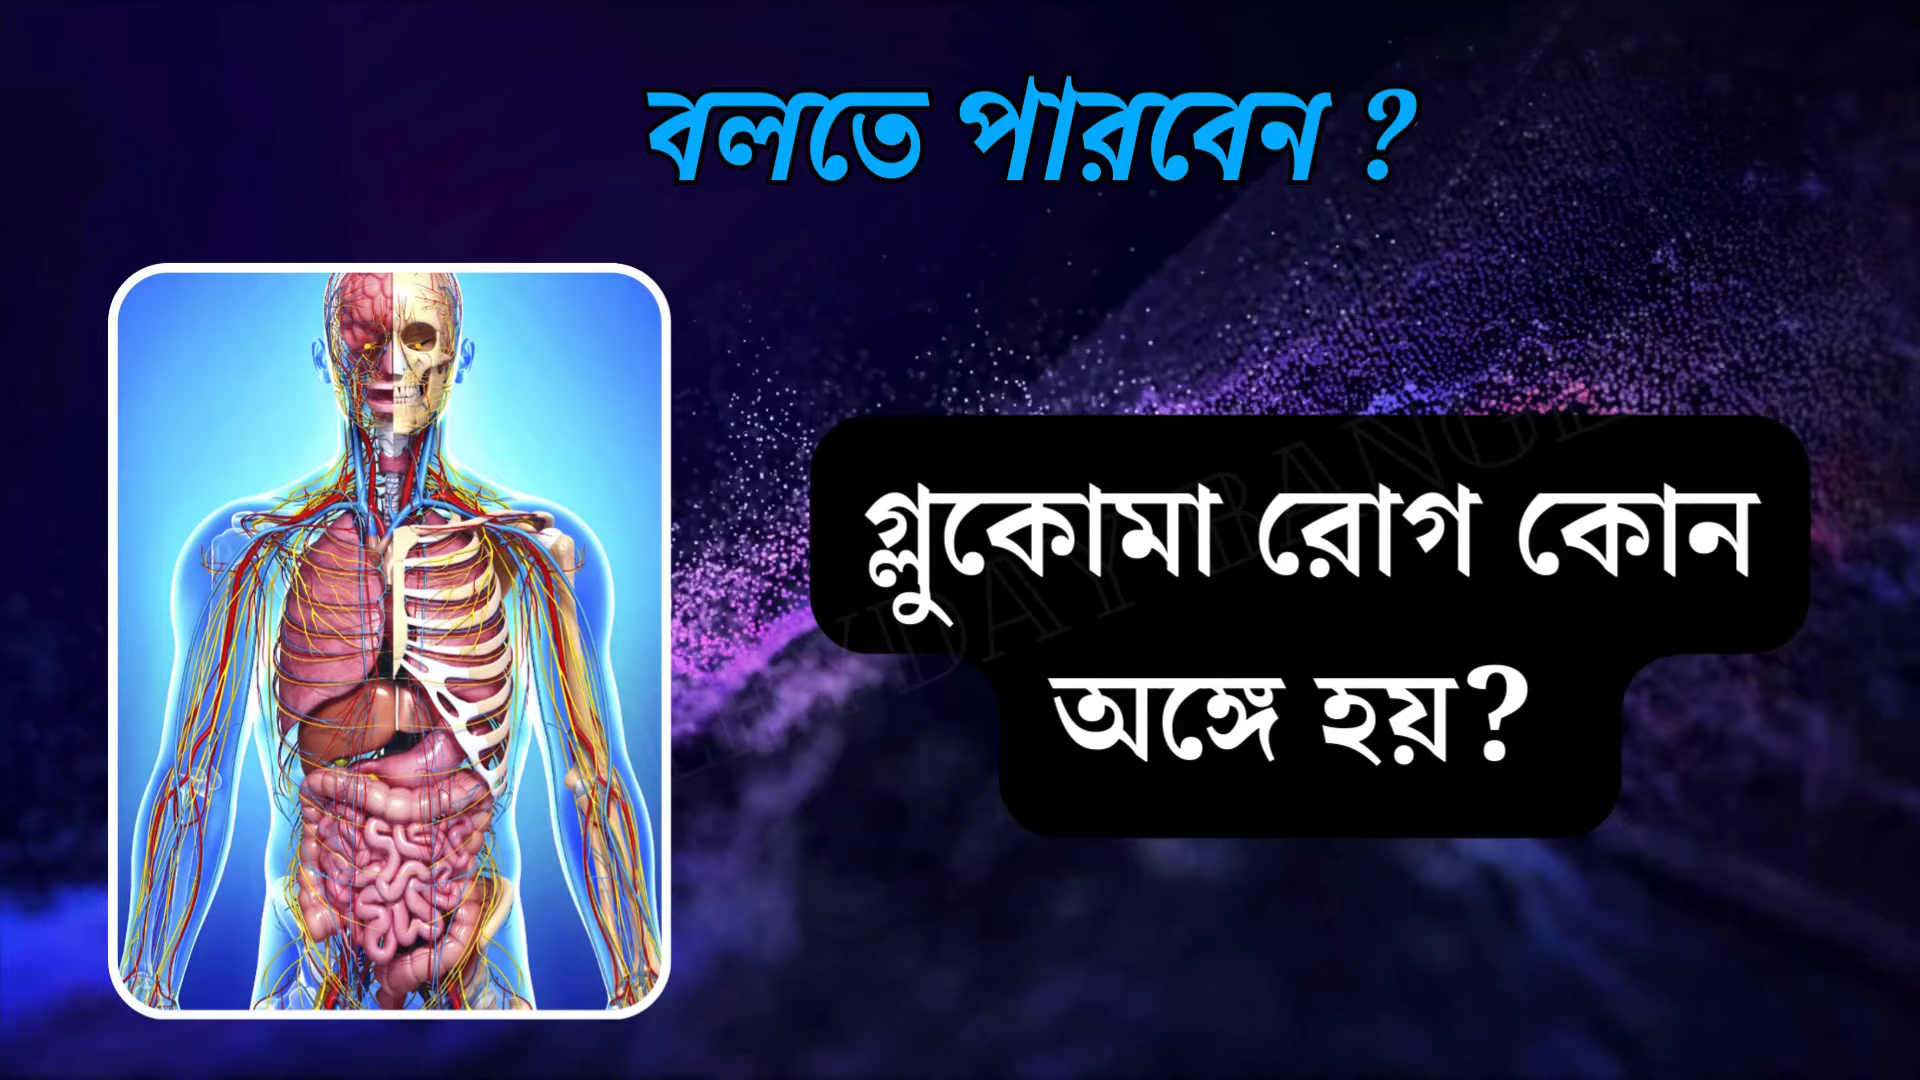 বলতে পারবেন ?
গ্লুকোমা রোগ কোন
অঙ্গে হয়?